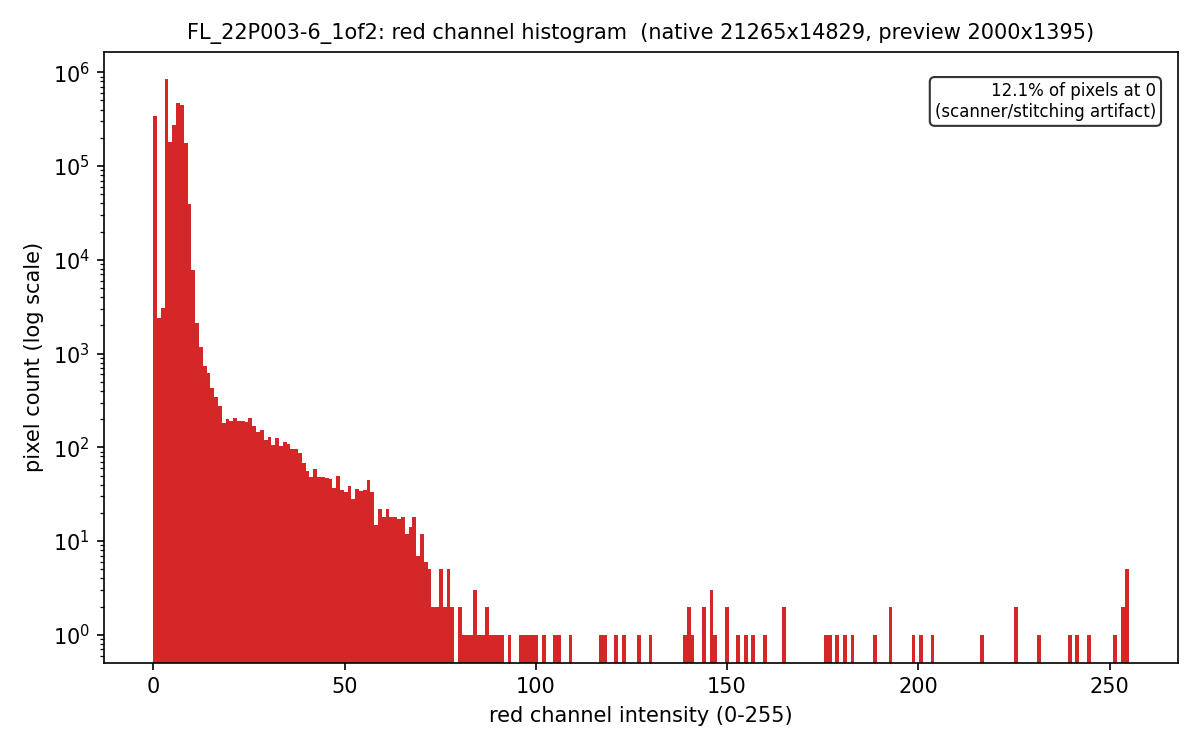 FL_22P003-6_1of2: red channel histogram  (native 21265x14829, preview 2000x1395)
12.1% of pixels at 0
(scanner/stitching artifact)
pixel count (log scale)
10⁶
10⁵
10⁴
10³
10²
10¹
10⁰
0 50 100 150 200 250
red channel intensity (0-255)